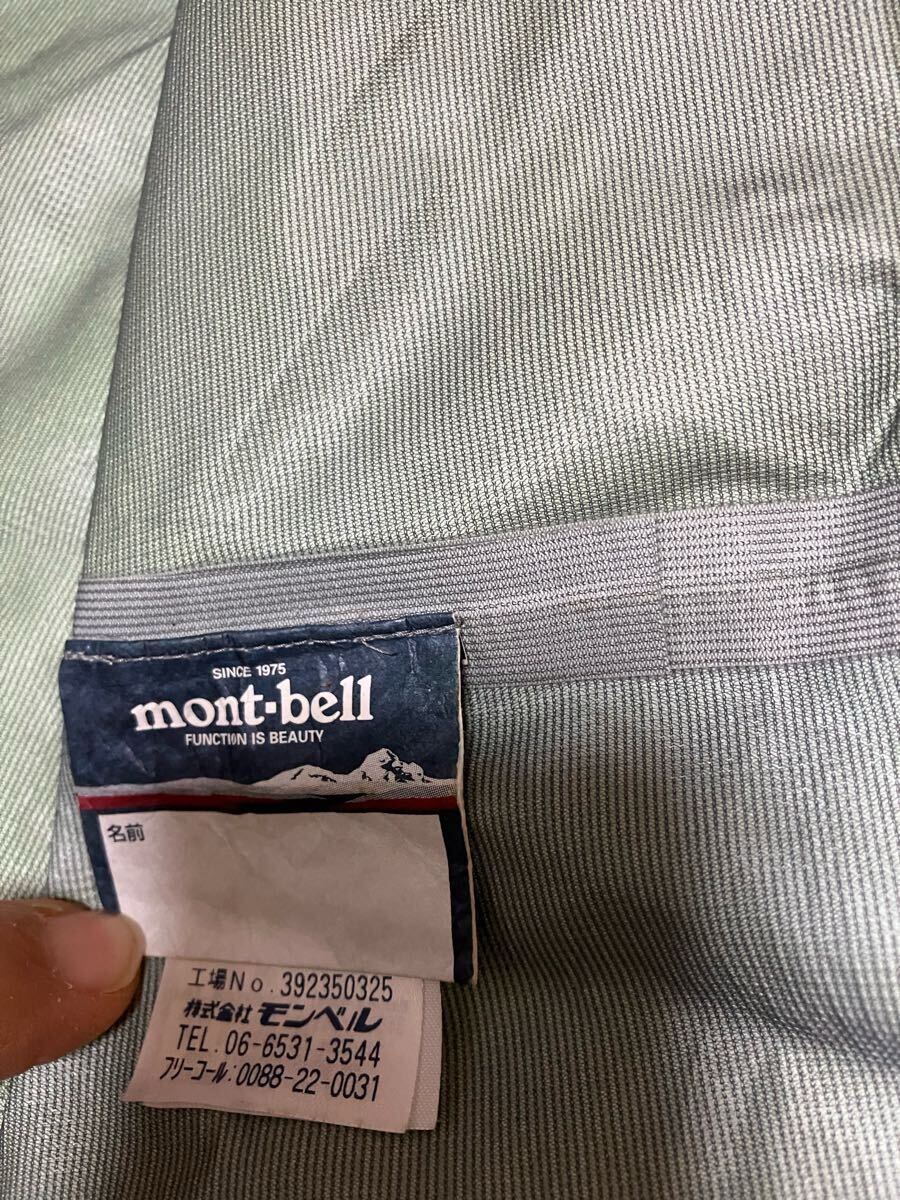 SINCE 1975
mont-bell
FUNCTION IS BEAUTY
名前
工場No.392350325
株式会社モンベル
TEL.06-6531-3544
フリーコール:0088-22-0031